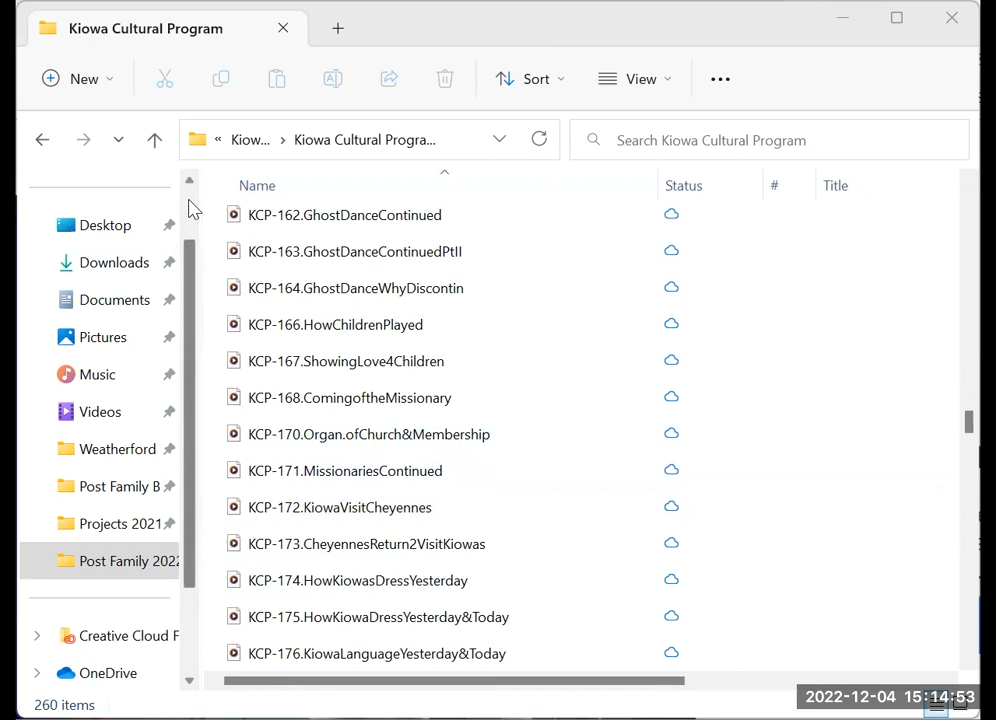 Kiowa Cultural Program
New
Sort
View
« Kiow... > Kiowa Cultural Progra...
Search Kiowa Cultural Program
Name Status # Title
Desktop
Downloads
Documents
Pictures
Music
Videos
Weatherford
Post Family B
Projects 2021
Post Family 2022
Creative Cloud F
OneDrive
KCP-162.GhostDanceContinued
KCP-163.GhostDanceContinuedPtII
KCP-164.GhostDanceWhyDiscontin
KCP-166.HowChildrenPlayed
KCP-167.ShowingLove4Children
KCP-168.ComingoftheMissionary
KCP-170.Organ.ofChurch&Membership
KCP-171.MissionariesContinued
KCP-172.KiowaVisitCheyennes
KCP-173.CheyennesReturn2VisitKiowas
KCP-174.HowKiowasDressYesterday
KCP-175.HowKiowaDressYesterday&Today
KCP-176.KiowaLanguageYesterday&Today
260 items
2022-12-04 15:14:53